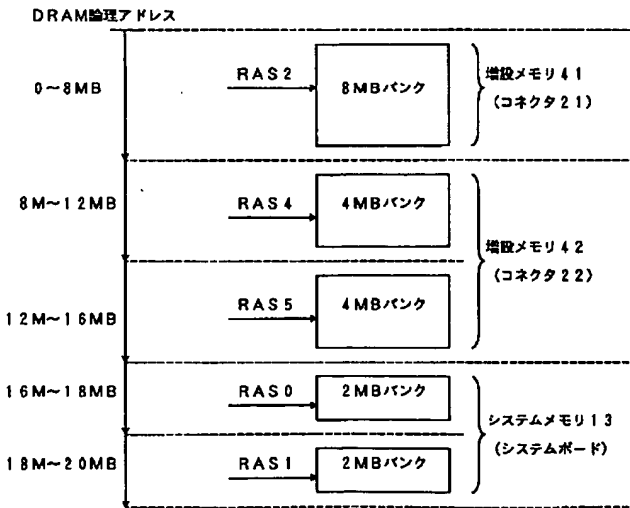 DRAM論理アドレス
0～8MB
RAS2
8MBバンク
増設メモリ41
(コネクタ21)
8M～12MB
RAS4
4MBバンク
増設メモリ42
(コネクタ22)
12M～16MB
RAS5
4MBバンク
16M～18MB
RAS0
2MBバンク
システムメモリ13
(システムボード)
18M～20MB
RAS1
2MBバンク